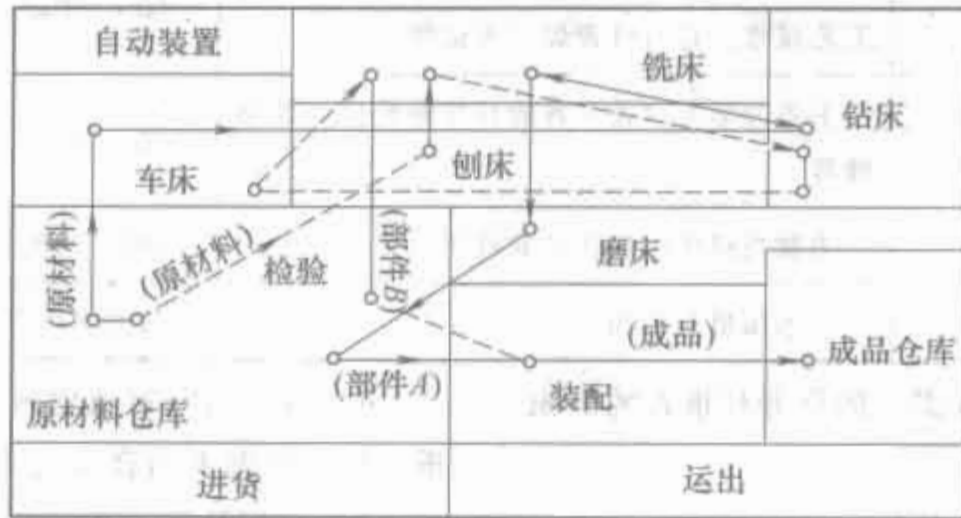 自动装置
铣床
钻床
车床
刨床
(原材料)
(原材料)
检验
(部件B)
磨床
(成品)
成品仓库
(部件A)
装配
原材料仓库
进货
运出